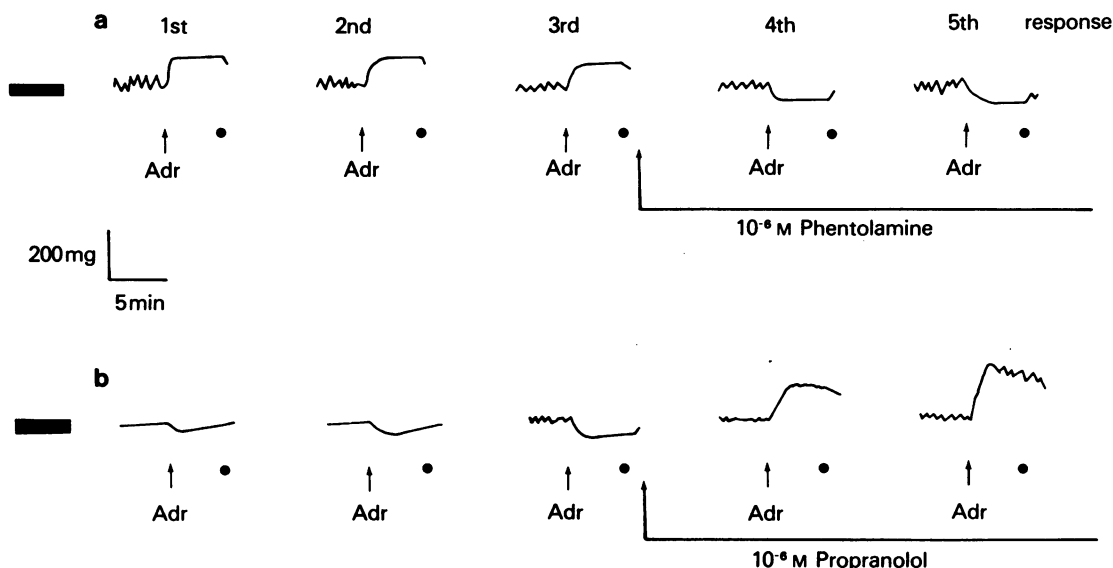 a 1st 2nd 3rd 4th 5th response
Adr Adr Adr Adr Adr
10⁻⁶ M Phentolamine
200mg
5min
b
Adr Adr Adr Adr Adr
10⁻⁶ M Propranolol